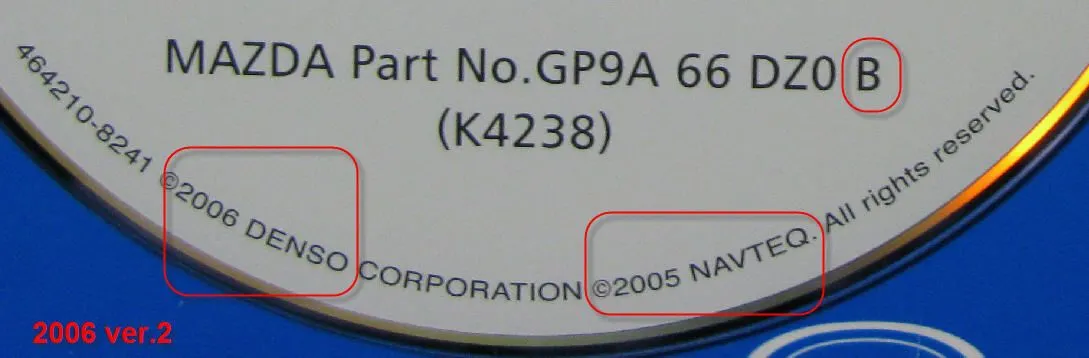 MAZDA Part No.GP9A 66 DZ0 B
(K4238)
464210-8241 ©2006 DENSO CORPORATION ©2005 NAVTEQ. All rights reserved.
2006 ver.2